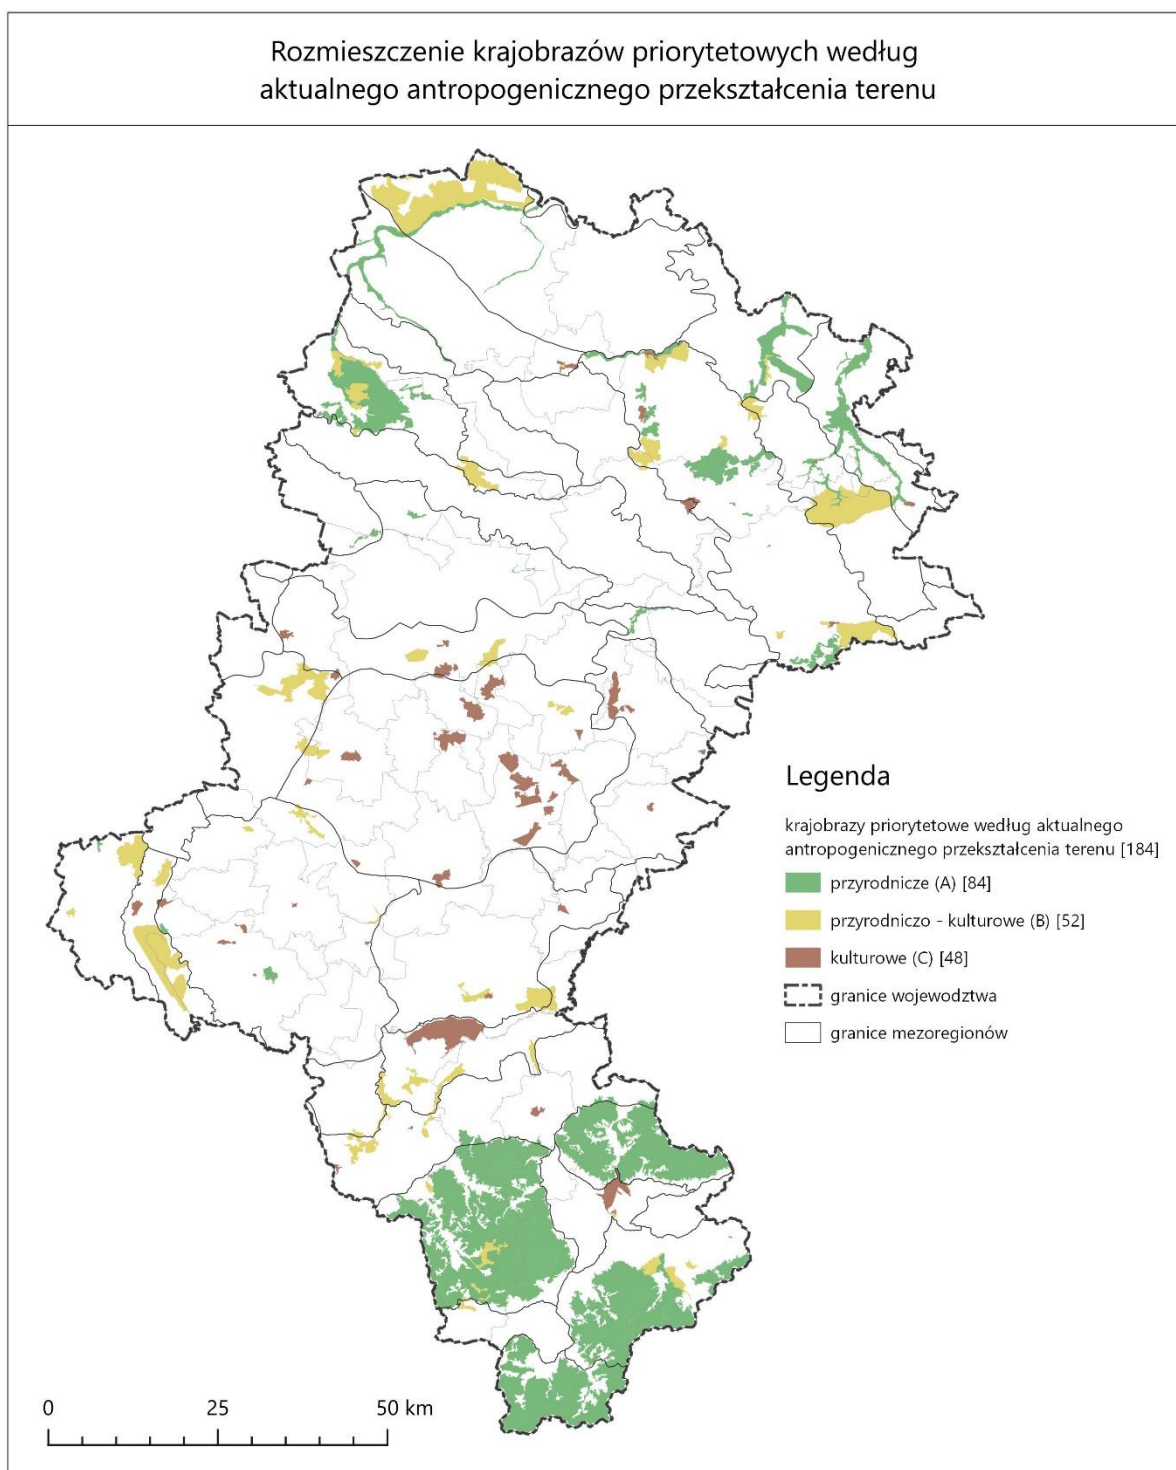 Rozmieszczenie krajobrazów priorytetowych według
aktualnego antropogenicznego przekształcenia terenu
Legenda
krajobrazy priorytetowe według aktualnego
antropogenicznego przekształcenia terenu [184]
przyrodnicze (A) [84]
przyrodniczo - kulturowe (B) [52]
kulturowe (C) [48]
granice wojewodztwa
granice mezoregionów
0 25 50 km